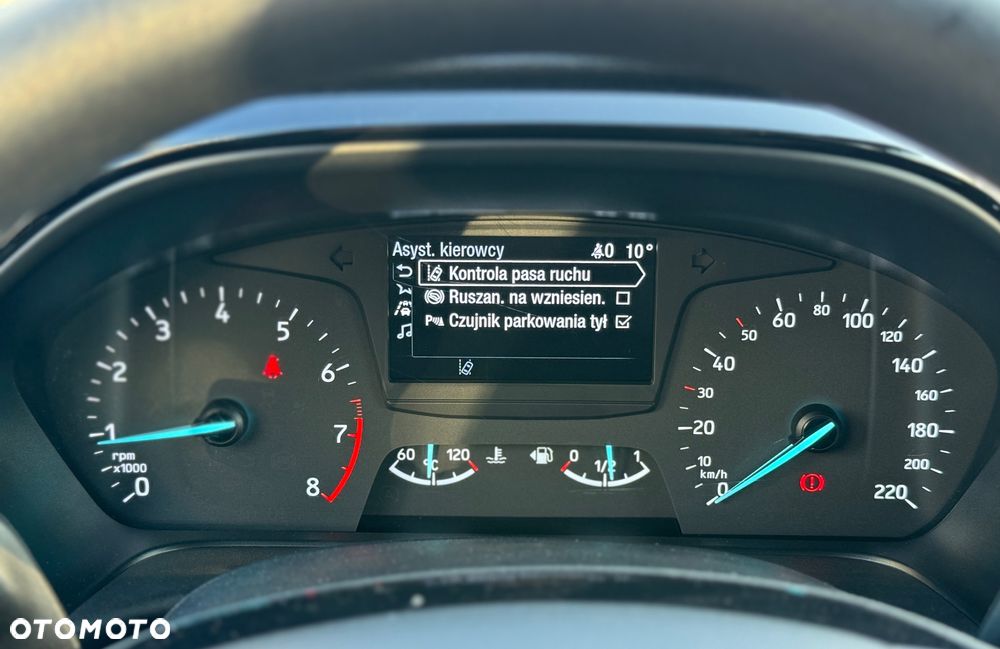 Asyst. kierowcy 0 10°
Kontrola pasa ruchu
Ruszan. na wzniesien.
P Czujnik parkowania tył
0 1 2 3 4 5 6 7 8
rpm
x1000
60 °C 120
0 1/2 1
0 10 20 30 40 50 60 80 100 120 140 160 180 200 220
km/h
OTOMOTO